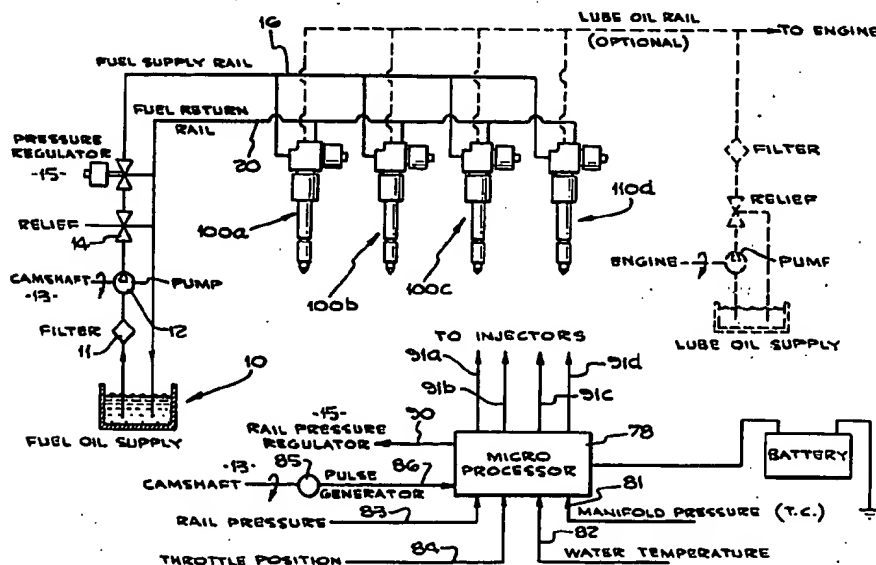 16
LUBE OIL RAIL
(OPTIONAL)
TO ENGINE
FUEL SUPPLY RAIL
FUEL RETURN
RAIL
20
PRESSURE
REGULATOR
-15-
RELIEF
14
CAMSHAFT
-13-
PUMP
12
FILTER
11
10
FUEL OIL SUPPLY
100a
100b
100c
110d
FILTER
RELIEF
ENGINE
PUMP
LUBE OIL SUPPLY
TO INJECTORS
91a
91b
91c
91d
-15-
RAIL PRESSURE
REGULATOR
90
78
MICRO
PROCESSOR
BATTERY
-13-
CAMSHAFT
85
PULSE
GENERATOR
86
81
RAIL PRESSURE
83
MANIFOLD PRESSURE (T.C.)
82
THROTTLE POSITION
84
WATER TEMPERATURE